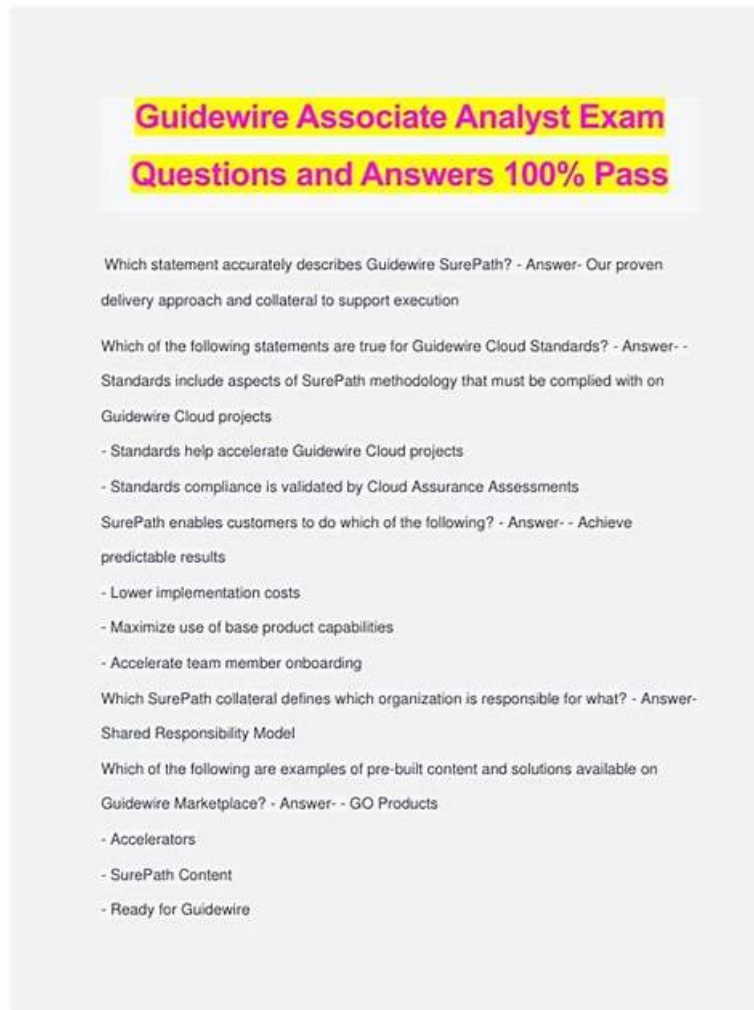 Guidewire Associate Analyst Exam
Questions and Answers 100% Pass
Which statement accurately describes Guidewire SurePath? - Answer- Our proven
delivery approach and collateral to support execution
Which of the following statements are true for Guidewire Cloud Standards? - Answer- -
Standards include aspects of SurePath methodology that must be complied with on
Guidewire Cloud projects
- Standards help accelerate Guidewire Cloud projects
- Standards compliance is validated by Cloud Assurance Assessments
SurePath enables customers to do which of the following? - Answer- - Achieve
predictable results
- Lower implementation costs
- Maximize use of base product capabilities
- Accelerate team member onboarding
Which SurePath collateral defines which organization is responsible for what? - Answer-
Shared Responsibility Model
Which of the following are examples of pre-built content and solutions available on
Guidewire Marketplace? - Answer- - GO Products
- Accelerators
- SurePath Content
- Ready for Guidewire